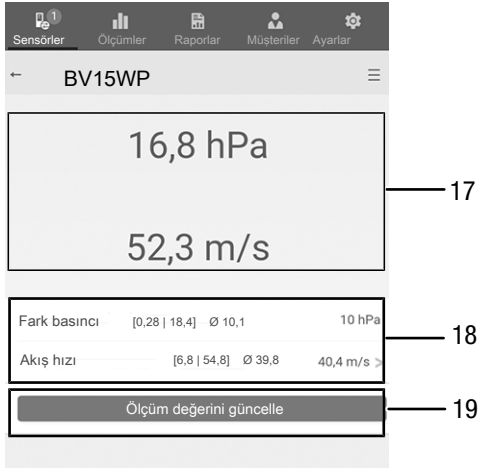 1
Sensörler Ölçümler Raporlar Müşteriler Ayarlar
← BV15WP ☰
16,8 hPa
17
52,3 m/s
Fark basıncı [0,28 | 18,4] Ø 10,1 10 hPa
18
Akış hızı [6,8 | 54,8] Ø 39,8 40,4 m/s >
Ölçüm değerini güncelle 19